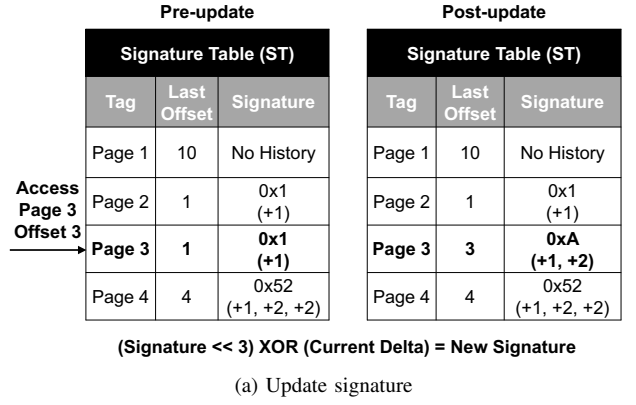 Pre-update
Signature Table (ST)
Tag Last Offset Signature
Page 1 10 No History
Page 2 1 0x1 (+1)
Page 3 1 0x1 (+1)
Page 4 4 0x52 (+1, +2, +2)
Access
Page 3
Offset 3
Post-update
Signature Table (ST)
Tag Last Offset Signature
Page 1 10 No History
Page 2 1 0x1 (+1)
Page 3 3 0xA (+1, +2)
Page 4 4 0x52 (+1, +2, +2)
(Signature << 3) XOR (Current Delta) = New Signature
(a) Update signature